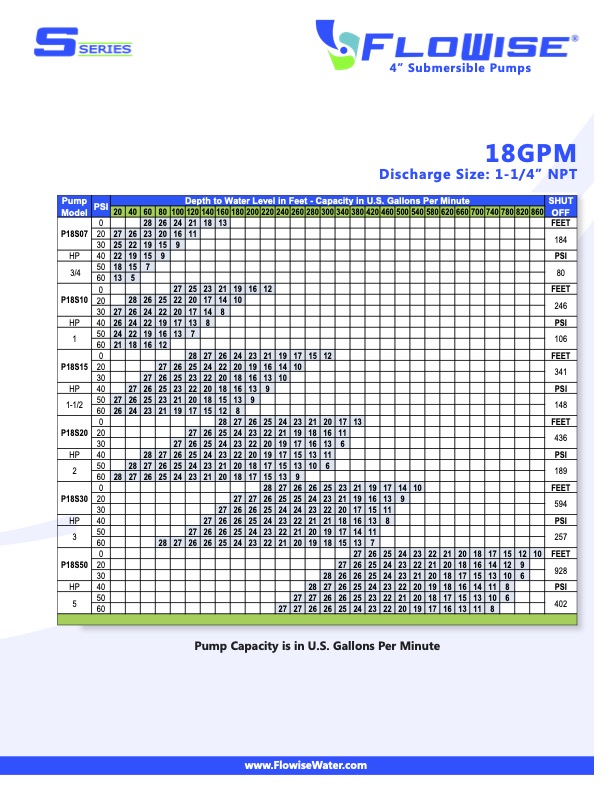 S SERIES
FLOWISE®
4” Submersible Pumps
18GPM
Discharge Size: 1-1/4” NPT
Pump Model PSI Depth to Water Level in Feet - Capacity in U.S. Gallons Per Minute SHUT OFF
20 40 60 80 100 120 140 160 180 200 220 240 260 280 300 340 380 420 460 500 540 580 620 660 700 740 780 820 860
0 28 26 24 21 18 13 FEET
P18S07 20 27 26 23 20 16 11 184
30 25 22 19 15 9
HP 40 22 19 15 9 PSI
3/4 50 18 15 7 80
60 13 5
0 27 25 23 21 19 16 12 FEET
P18S10 20 28 26 25 22 20 17 14 10 246
30 27 26 24 22 20 17 14 8
HP 40 26 24 22 19 17 13 8 PSI
1 50 24 22 19 16 13 7 106
60 21 18 16 12
0 28 27 26 24 23 21 19 17 15 12 FEET
P18S15 20 27 26 25 24 22 20 19 16 14 10 341
30 27 26 25 23 22 20 18 16 13 10
HP 40 27 26 25 23 22 20 18 16 13 9 PSI
1-1/2 50 27 26 25 23 21 20 18 15 13 9 148
60 26 24 23 21 19 17 15 12 8
0 28 27 26 25 24 23 21 20 17 13 FEET
P18S20 20 27 26 25 24 23 22 21 19 18 16 11 436
30 27 26 25 24 23 22 20 19 17 16 13 6
HP 40 28 27 26 25 24 23 22 20 19 17 15 13 11 PSI
2 50 28 27 26 25 24 23 21 20 18 17 15 13 10 6 189
60 28 27 26 25 24 23 21 20 18 17 15 13 9
0 28 27 26 26 25 23 21 19 17 14 10 FEET
P18S30 20 27 27 26 25 24 23 21 19 16 13 9 594
30 27 26 26 25 24 23 22 20 17 15 11
HP 40 27 26 26 25 24 23 22 21 21 18 16 13 8 PSI
3 50 27 26 26 25 24 23 22 21 20 19 17 14 11 257
60 28 27 26 26 25 24 23 22 21 20 19 18 15 13 7
0 27 26 25 24 23 22 21 20 18 17 15 12 10 FEET
P18S50 20 27 26 25 24 23 22 21 20 18 16 14 12 9 928
30 28 26 26 25 24 23 21 20 18 17 15 13 10 6
HP 40 28 27 26 25 24 23 22 20 19 17 16 14 11 8 PSI
5 50 27 27 26 26 25 24 23 22 21 20 18 17 15 13 10 6 402
60 27 27 26 26 25 24 23 22 20 19 17 16 11 8
Pump Capacity is in U.S. Gallons Per Minute
www.FlowiseWater.com